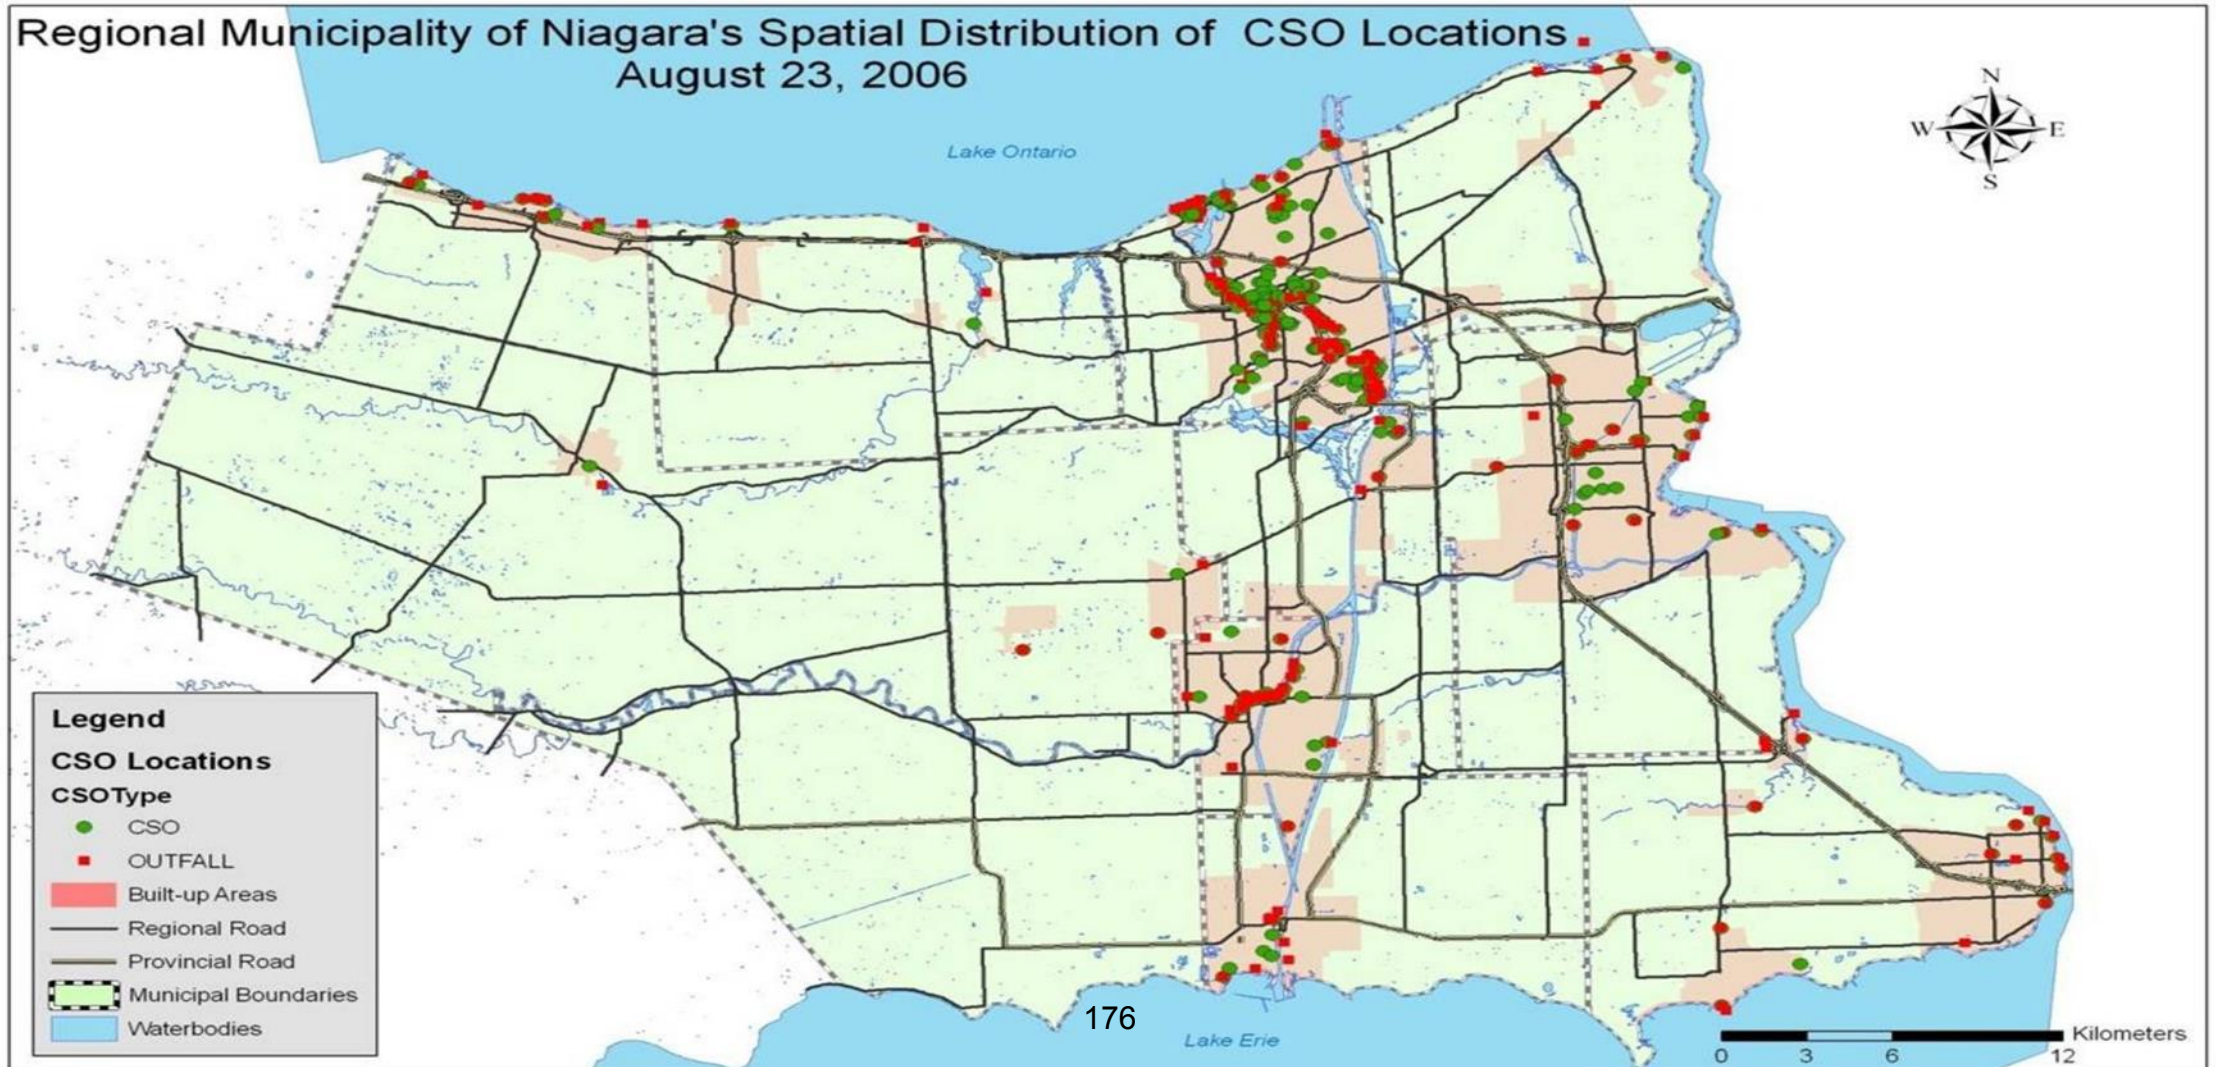 Regional Municipality of Niagara's Spatial Distribution of CSO Locations
August 23, 2006
N
W
E
S
Lake Ontario
Legend
CSO Locations
CSOType
CSO
OUTFALL
Built-up Areas
Regional Road
Provincial Road
Municipal Boundaries
Waterbodies
176
Lake Erie
Kilometers
0 3 6 12